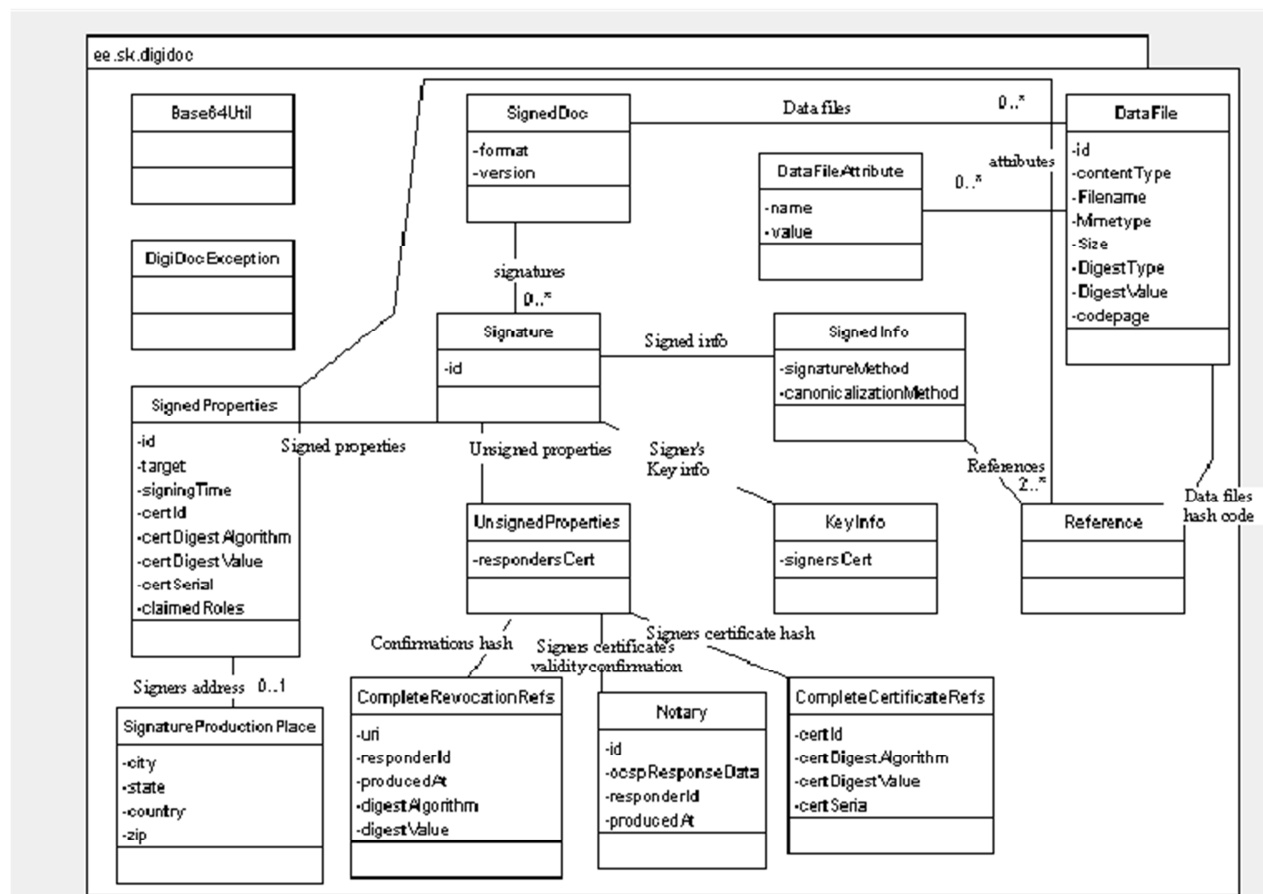 ee.sk.digidoc
Base64Util
SignedDoc
-format
-version
Data files
0..*
DataFile
-id
-contentType
-Filename
-Mimetype
-Size
-DigestType
-DigestValue
-codepage
attributes
0..*
DataFileAttribute
-name
-value
DigiDocException
signatures
0..*
Signature
-id
Signed info
SignedInfo
-signatureMethod
-canonicalizationMethod
SignedProperties
-id
-target
-signingTime
-certId
-certDigestAlgorithm
-certDigestValue
-certSerial
-claimedRoles
Signed properties
Unsigned properties
Signer's
Key info
References
2..*
Data files
hash code
UnsignedProperties
-respondersCert
KeyInfo
-signersCert
Reference
Confirmations hash
Signers certificate's
validity confirmation
Signers certificate hash
Signers address
0..1
SignatureProductionPlace
-city
-state
-country
-zip
CompleteRevocationRefs
-uri
-responderId
-producedAt
-digestAlgorithm
-digestValue
Notary
-id
-ocspResponseData
-responderId
-producedAt
CompleteCertificateRefs
-certId
-certDigestAlgorithm
-certDigestValue
-certSeria